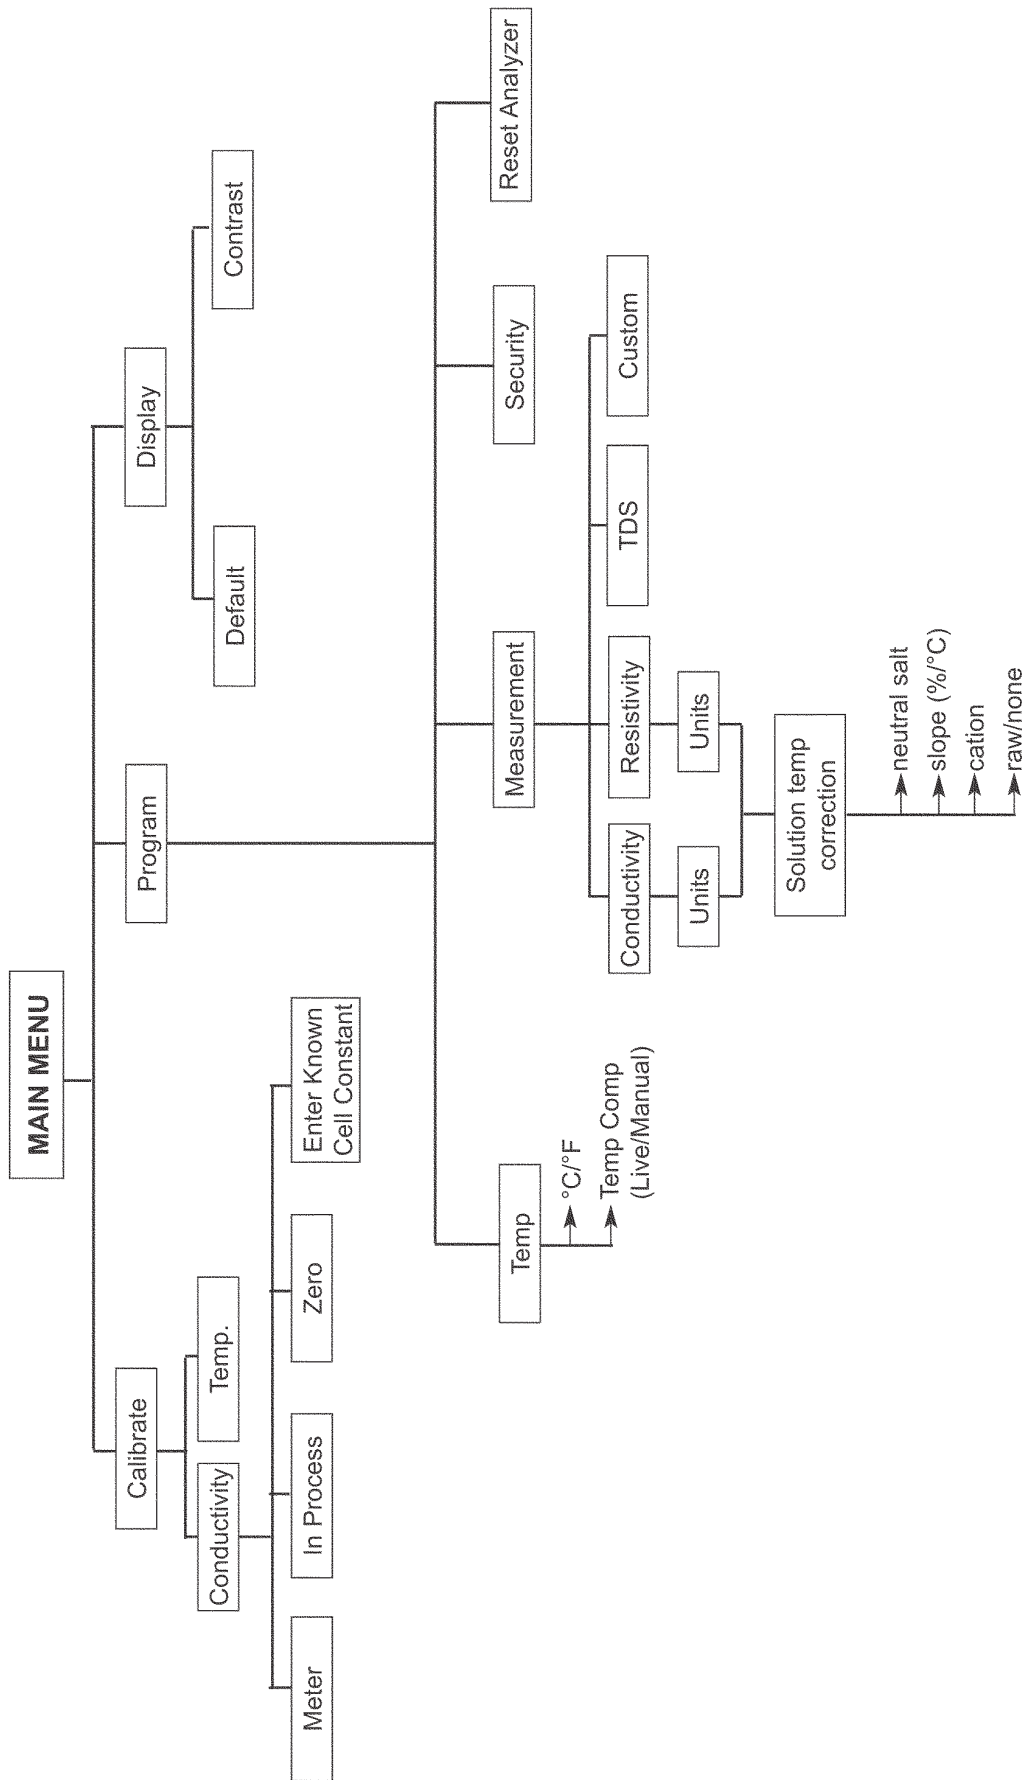 MAIN MENU
Calibrate
Program
Display
Conductivity
Temp.
Default
Contrast
Meter
In Process
Zero
Enter Known
Cell Constant
Temp
Measurement
Security
Reset Analyzer
°C/°F
Temp Comp
(Live/Manual)
Conductivity
Resistivity
TDS
Custom
Units
Units
Solution temp
correction
neutral salt
slope (%/°C)
cation
raw/none